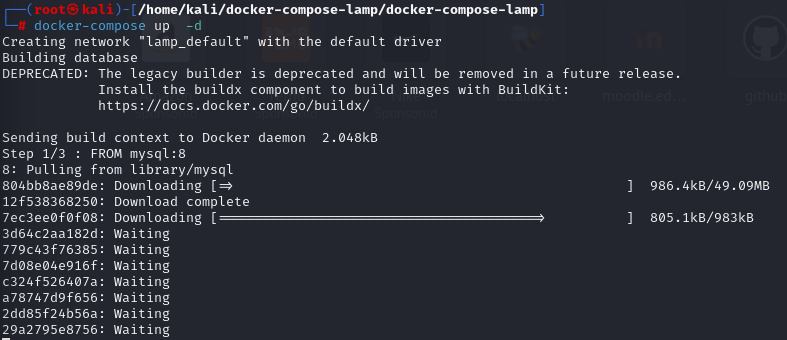 ┌──(root㉿kali)-[/home/kali/docker-compose-lamp/docker-compose-lamp]
└─# docker-compose up -d
Creating network "lamp_default" with the default driver
Building database
DEPRECATED: The legacy builder is deprecated and will be removed in a future release.
Install the buildx component to build images with BuildKit:
https://docs.docker.com/go/buildx/
Sending build context to Docker daemon 2.048kB
Step 1/3 : FROM mysql:8
8: Pulling from library/mysql
804bb8ae89de: Downloading [=> ] 986.4kB/49.09MB
12f538368250: Download complete
7ec3ee0f0f08: Downloading [========================================> ] 805.1kB/983kB
3d64c2aa182d: Waiting
779c43f76385: Waiting
7d08e04e916f: Waiting
c324f526407a: Waiting
a78747d9f656: Waiting
2dd85f24b56a: Waiting
29a2795e8756: Waiting
localhost
moodle.ed...
github